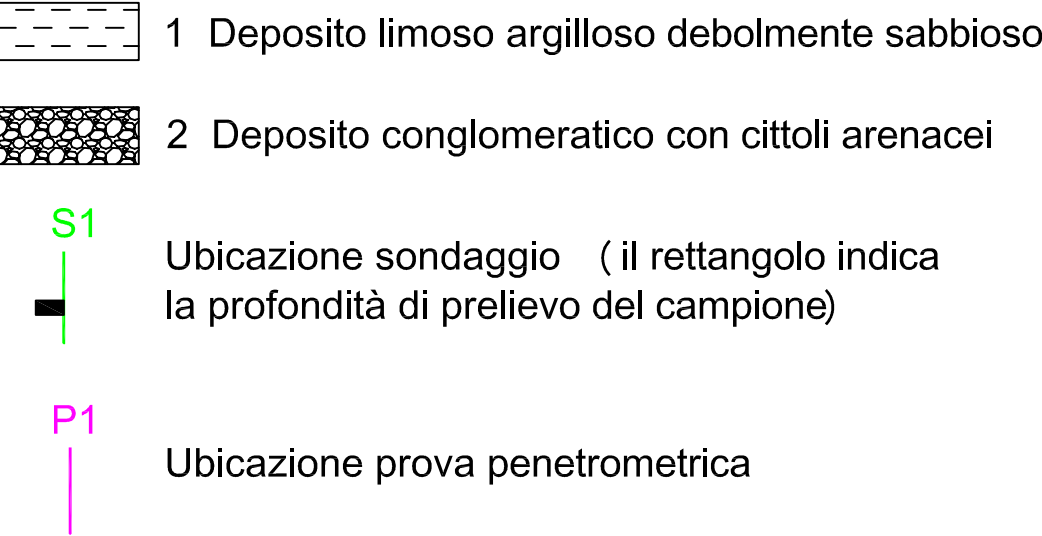 1 Deposito limoso argilloso debolmente sabbioso
2 Deposito conglomeratico con cittoli arenacei
S1
Ubicazione sondaggio (il rettangolo indica
la profondità di prelievo del campione)
P1
Ubicazione prova penetrometrica